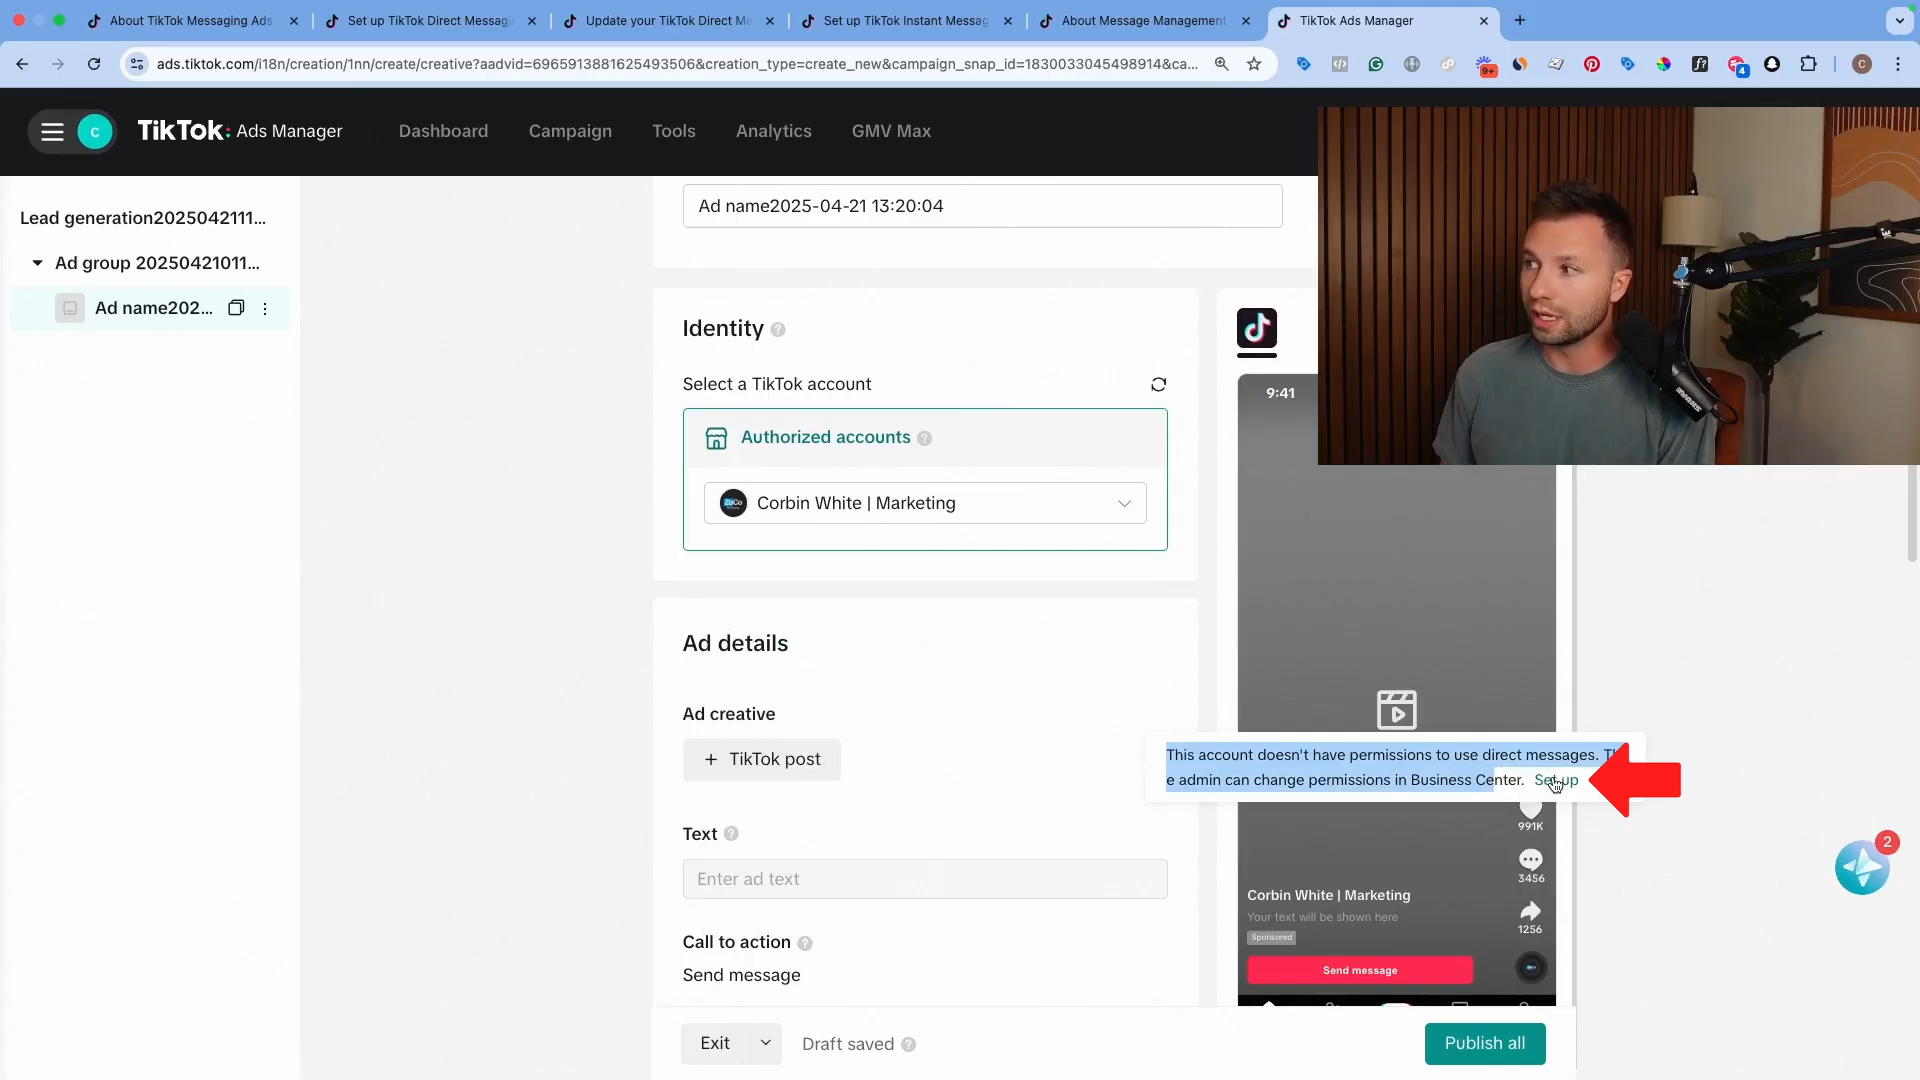 About TikTok Messaging Ads
Set up TikTok Direct Messagi
Update your TikTok Direct Me
Set up TikTok Instant Messag
About Message Management
TikTok Ads Manager
ads.tiktok.com/i18n/creation/1nn/create/creative?aadvid=6965913881625493506&creation_type=create_new&campaign_snap_id=1830033045498914&ca...
9+
f?
4
C
C
TikTok: Ads Manager
Dashboard
Campaign
Tools
Analytics
GMV Max
Lead generation2025042111...
Ad group 20250421011...
Ad name202...
Ad name2025-04-21 13:20:04
Identity
Select a TikTok account
Authorized accounts
ZoCo
Corbin White | Marketing
Ad details
Ad creative
+ TikTok post
Text
Enter ad text
Call to action
Send message
9:41
This account doesn't have permissions to use direct messages.
e admin can change permissions in Business Center. Set up
991K
3456
1256
Corbin White | Marketing
Your text will be shown here
Sponsored
Send message
2
SHURE
Exit
Draft saved
Publish all